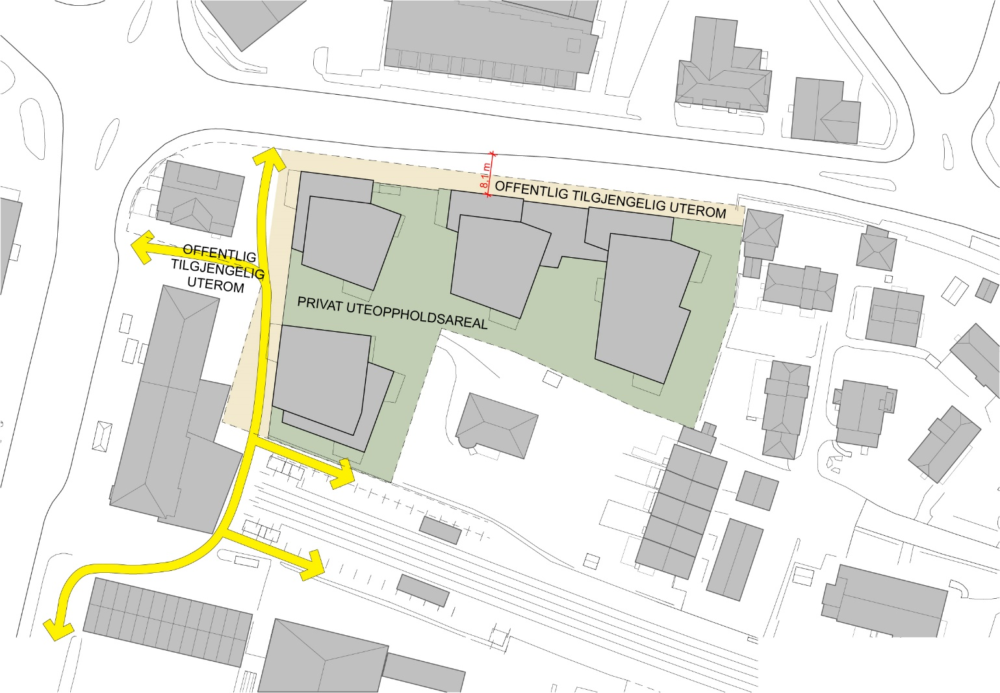 8,1 m
OFFENTLIG TILGJENGELIG UTEROM
OFFENTLIG
TILGJENGELIG
UTEROM
PRIVAT UTEOPPHOLDSAREAL